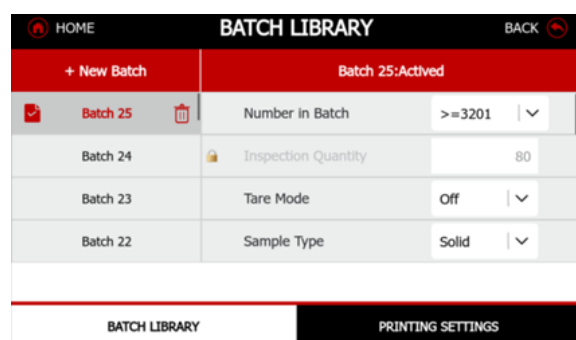 HOME BATCH LIBRARY BACK
+ New Batch Batch 25:Actived
Batch 25 Number in Batch >=3201
Batch 24 Inspection Quantity 80
Batch 23 Tare Mode Off
Batch 22 Sample Type Solid
BATCH LIBRARY PRINTING SETTINGS